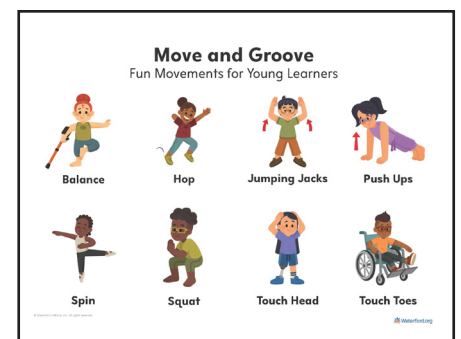 Move and Groove
Fun Movements for Young Learners
Balance
Hop
Jumping Jacks
Push Ups
Spin
Squat
Touch Head
Touch Toes
Waterford.org